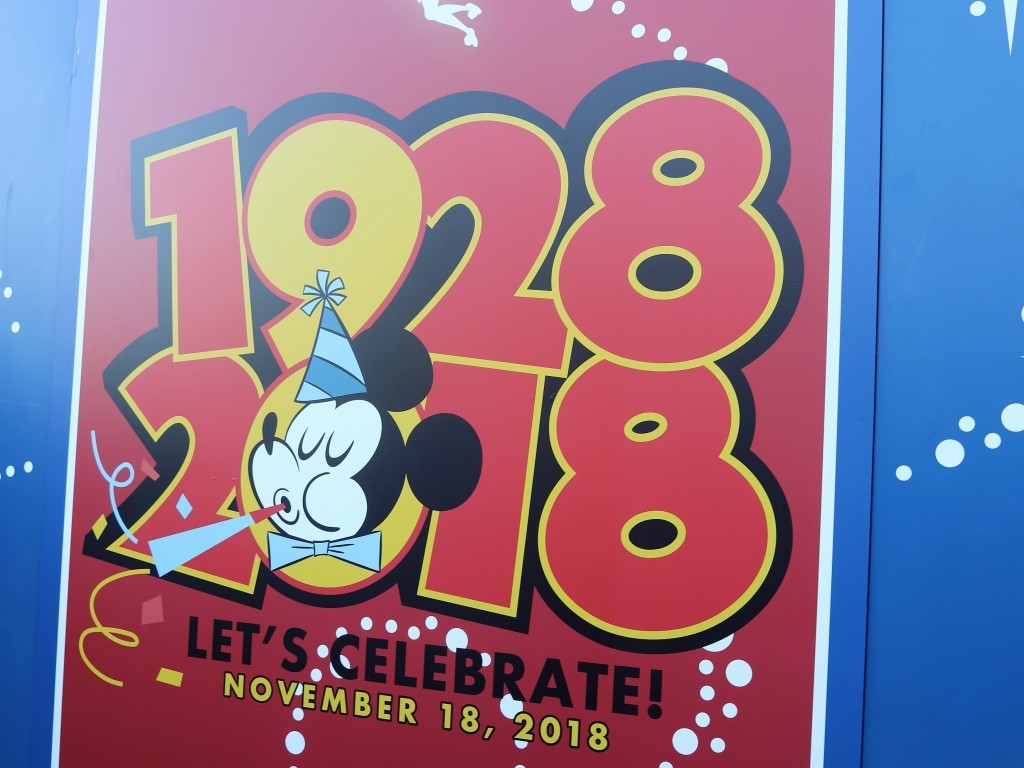 1928
2018
LET'S CELEBRATE!
NOVEMBER 18, 2018